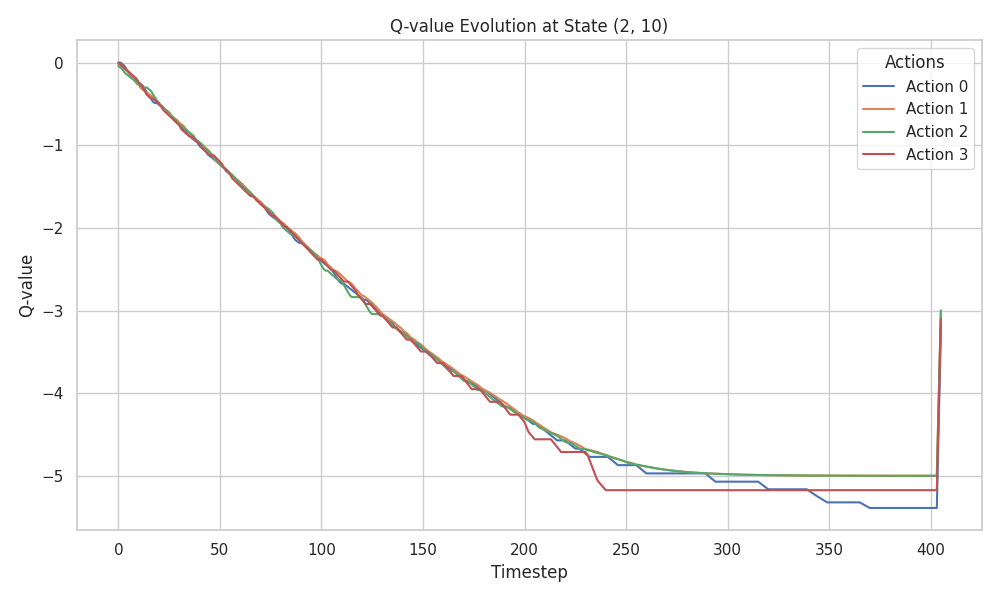 Q-value Evolution at State (2, 10)
Q-value
0
−1
−2
−3
−4
−5
Actions
Action 0
Action 1
Action 2
Action 3
0 50 100 150 200 250 300 350 400
Timestep